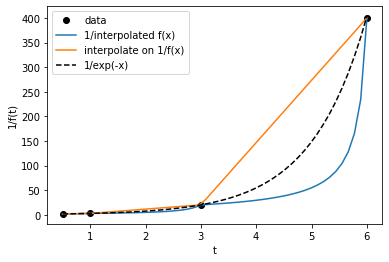 data
1/interpolated f(x)
interpolate on 1/f(x)
1/exp(-x)
400
350
300
250
200
150
100
50
0
1/f(t)
1 2 3 4 5 6
t